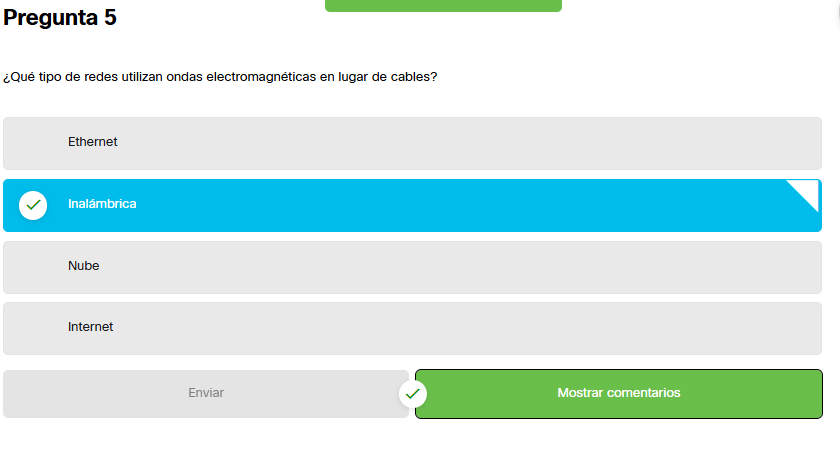 Pregunta 5
¿Qué tipo de redes utilizan ondas electromagnéticas en lugar de cables?
Ethernet
Inalámbrica
Nube
Internet
Enviar
Mostrar comentarios